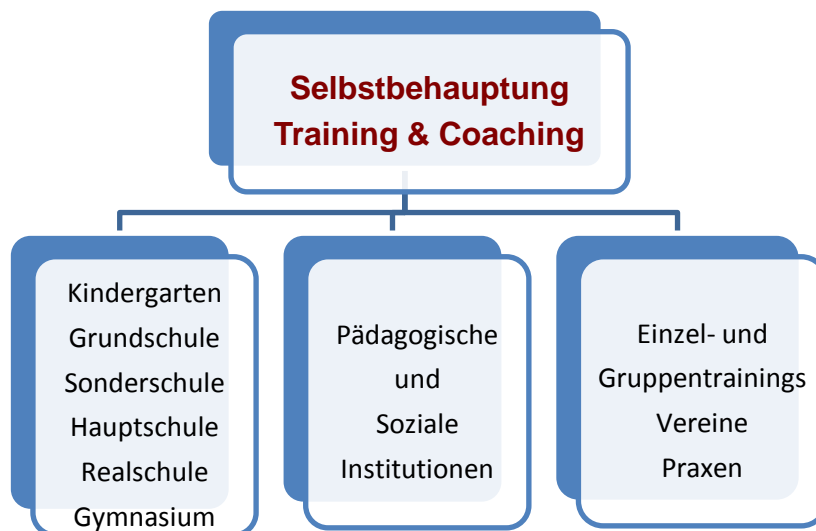 Selbstbehauptung
Training & Coaching
Kindergarten
Grundschule
Sonderschule
Hauptschule
Realschule
Gymnasium
Pädagogische
und
Soziale
Institutionen
Einzel- und
Gruppentrainings
Vereine
Praxen